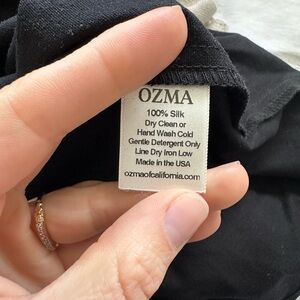 OZMA
100% Silk
Dry Clean or
Hand Wash Cold
Gentle Detergent Only
Line Dry Iron Low
Made in the USA
ozmaofcalifornia.com